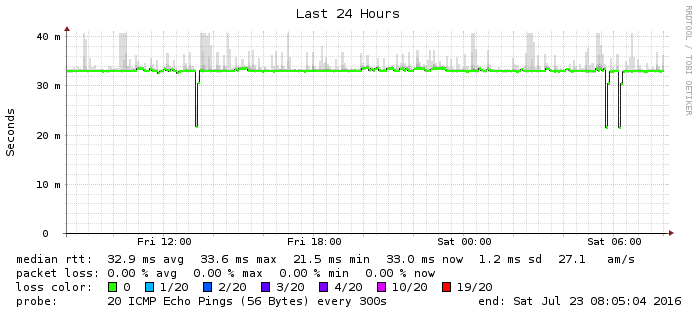 Last 24 Hours
RRDTOOL / TOBI OETIKER
Seconds
40 m
30 m
20 m
10 m
0
Fri 12:00 Fri 18:00 Sat 00:00 Sat 06:00
median rtt: 32.9 ms avg 33.6 ms max 21.5 ms min 33.0 ms now 1.2 ms sd 27.1 am/s
packet loss: 0.00 % avg 0.00 % max 0.00 % min 0.00 % now
loss color: 0 1/20 2/20 3/20 4/20 10/20 19/20
probe: 20 ICMP Echo Pings (56 Bytes) every 300s end: Sat Jul 23 08:05:04 2016